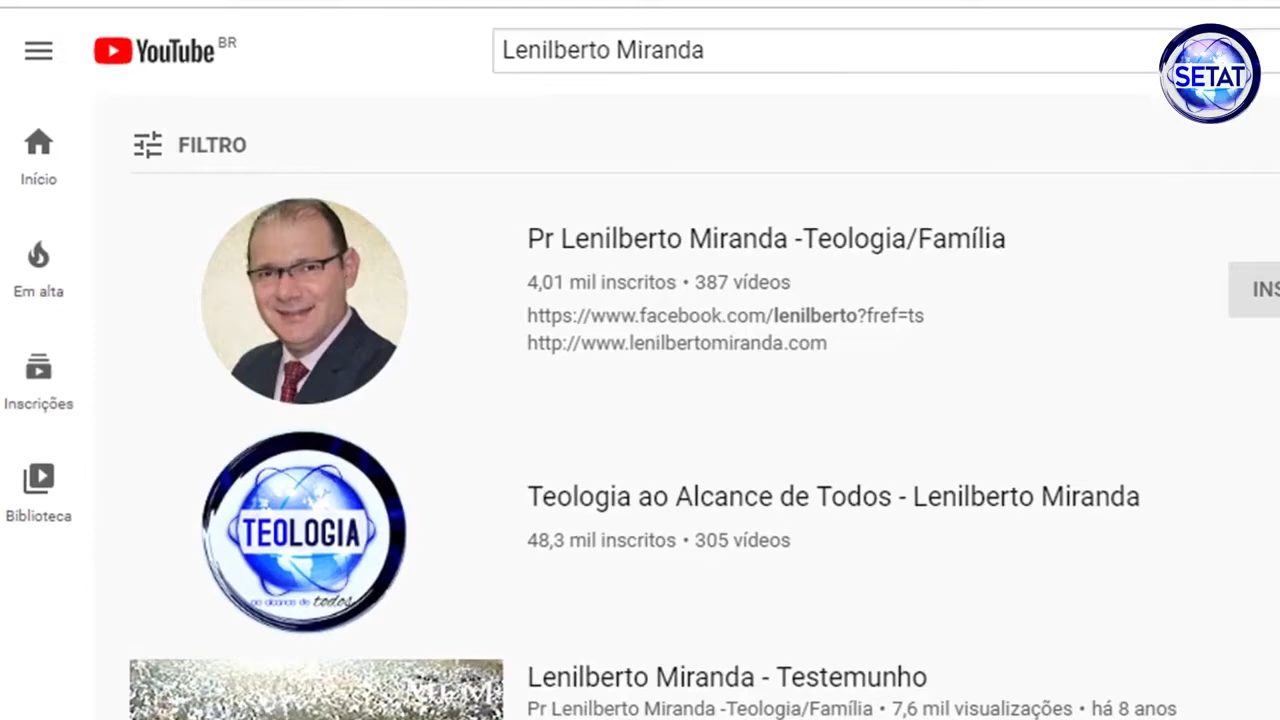 YouTube BR
Lenilberto Miranda
SETAT
FILTRO
Início
Pr Lenilberto Miranda -Teologia/Família
4,01 mil inscritos • 387 vídeos
INS
Em alta
https://www.facebook.com/lenilberto?fref=ts
http://www.lenilbertomiranda.com
Inscrições
Biblioteca
TEOLOGIA
ao alcance de todos
Teologia ao Alcance de Todos - Lenilberto Miranda
48,3 mil inscritos • 305 vídeos
Lenilberto Miranda - Testemunho
Pr Lenilberto Miranda -Teologia/Família • 7,6 mil visualizações • há 8 anos